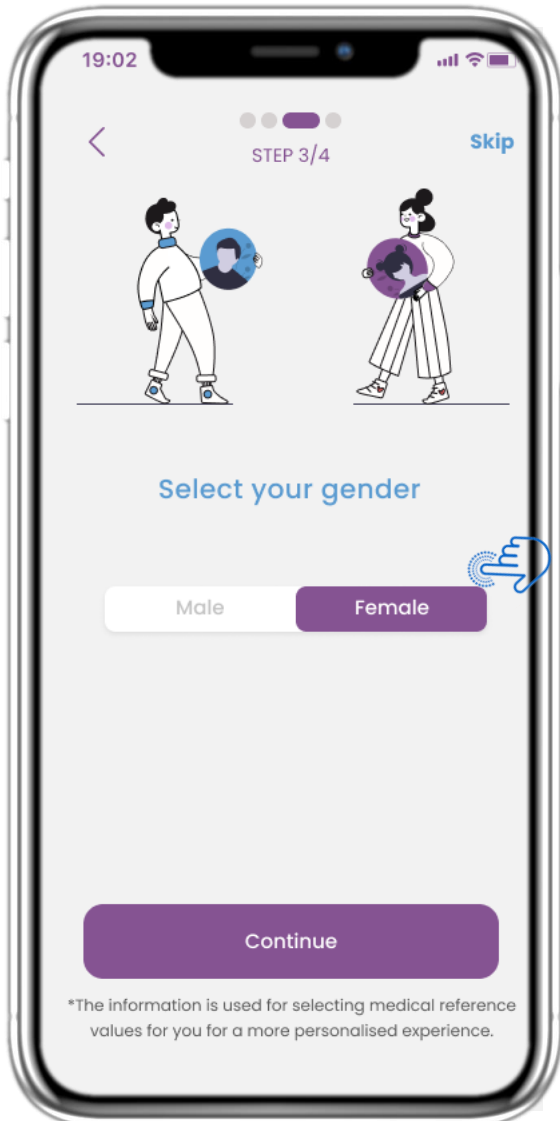 19:02
Skip
STEP 3/4
Select your gender
Male Female
Continue
*The information is used for selecting medical reference
values for you for a more personalised experience.